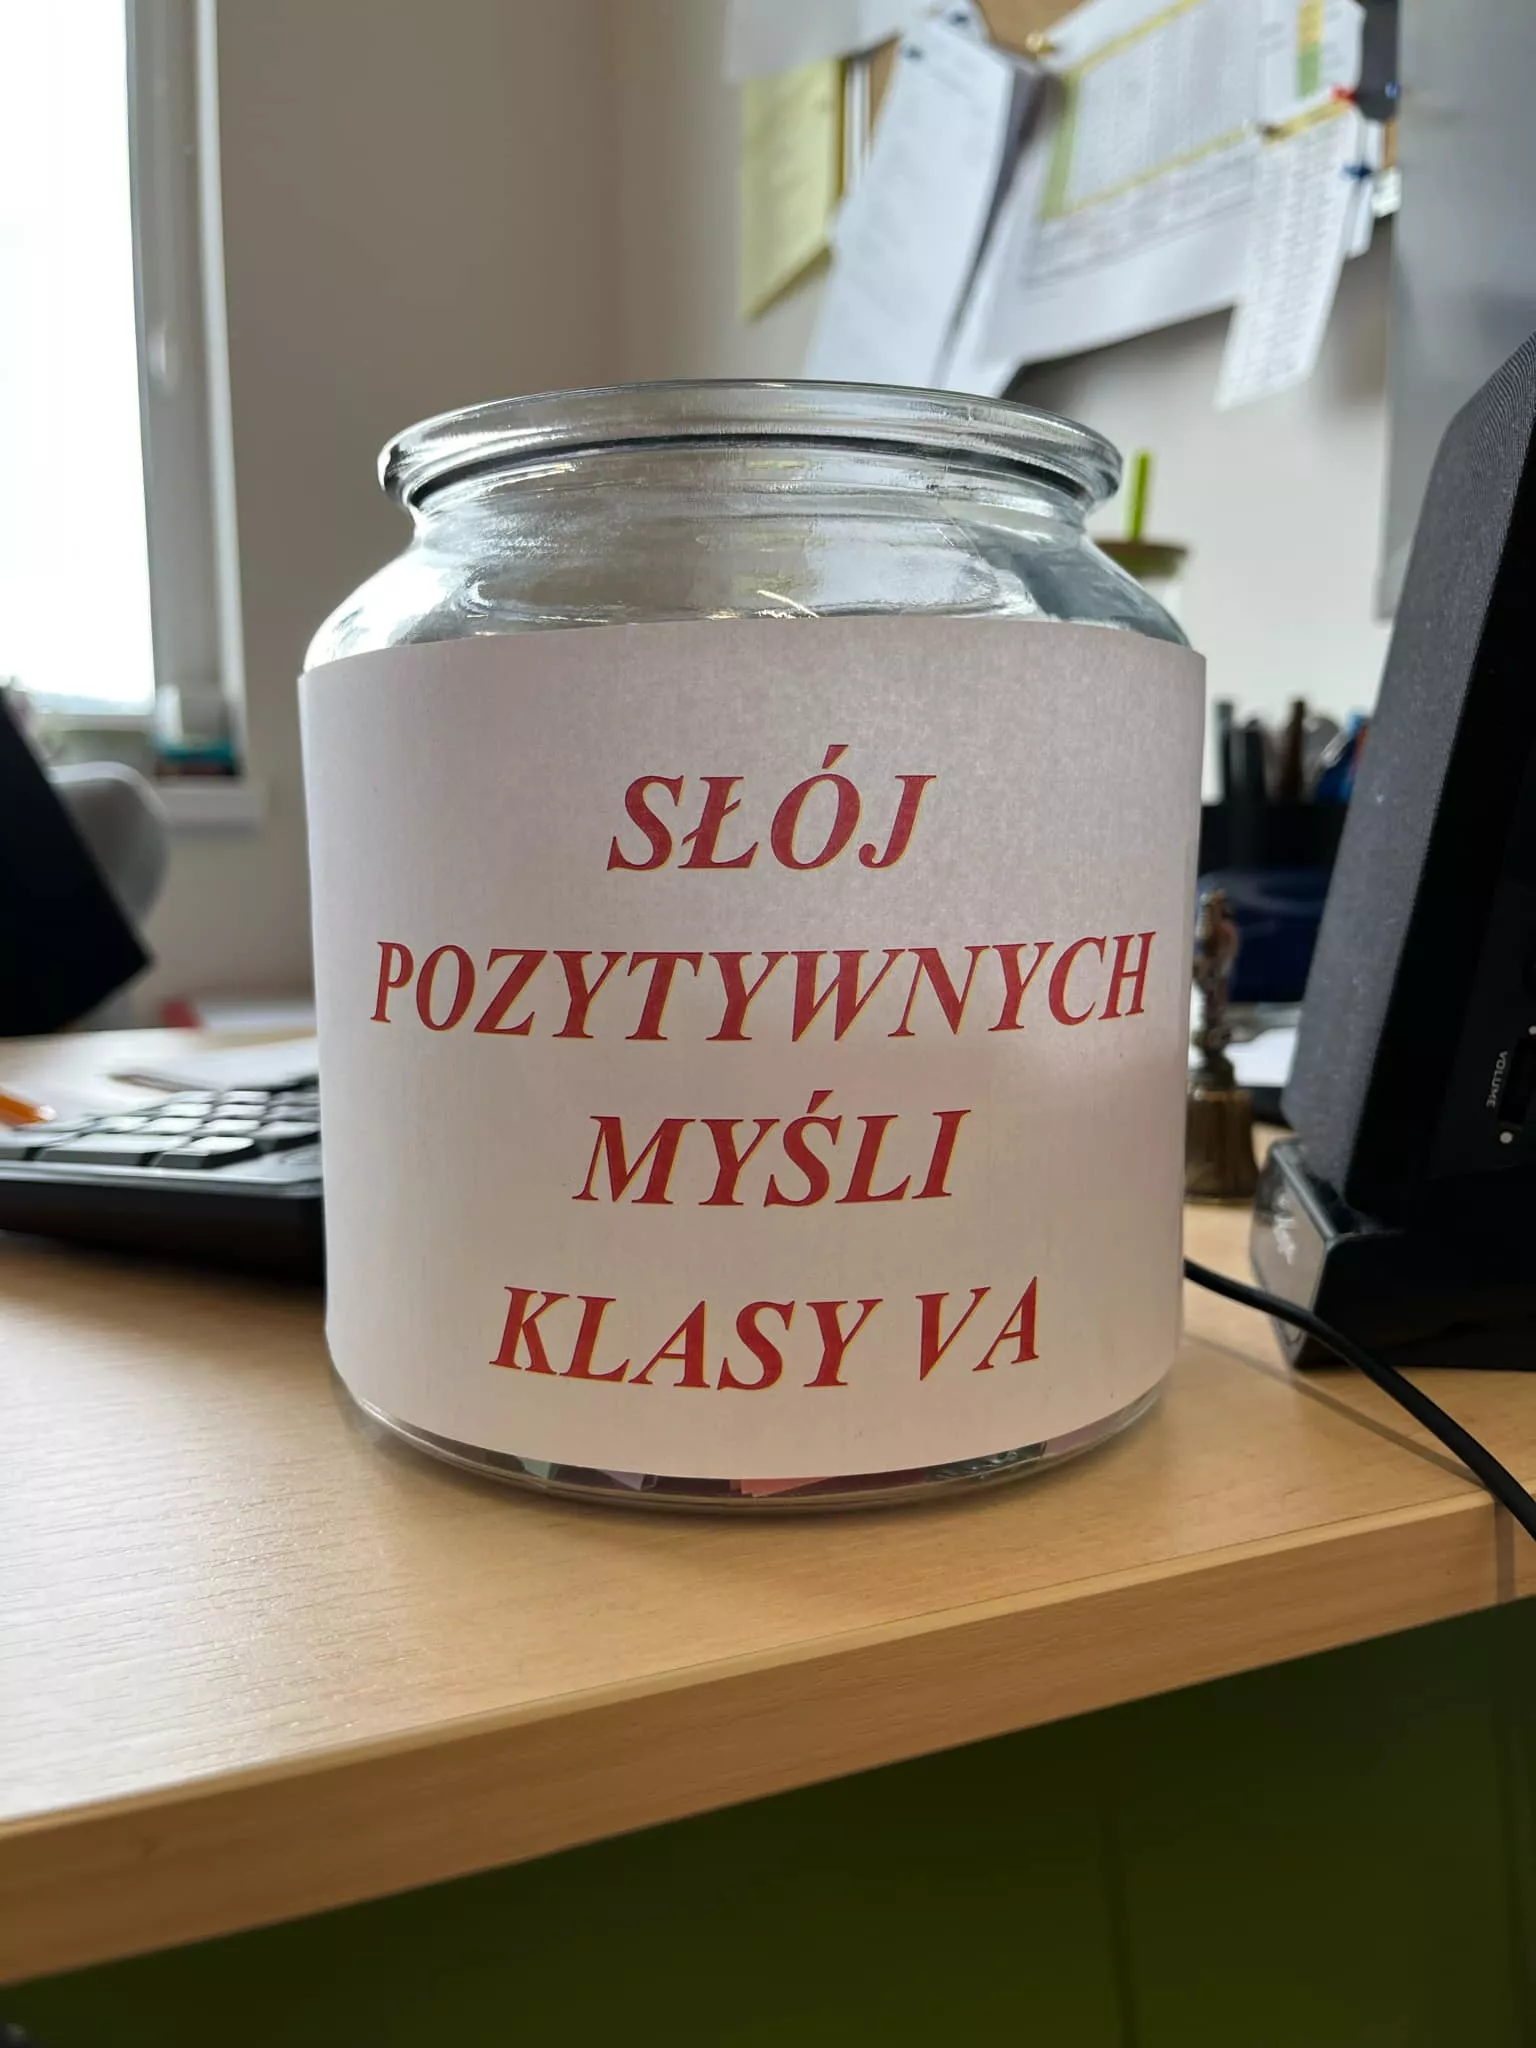 SŁÓJ
POZYTYWNYCH
MYŚLI
KLASY VA
VOLUME